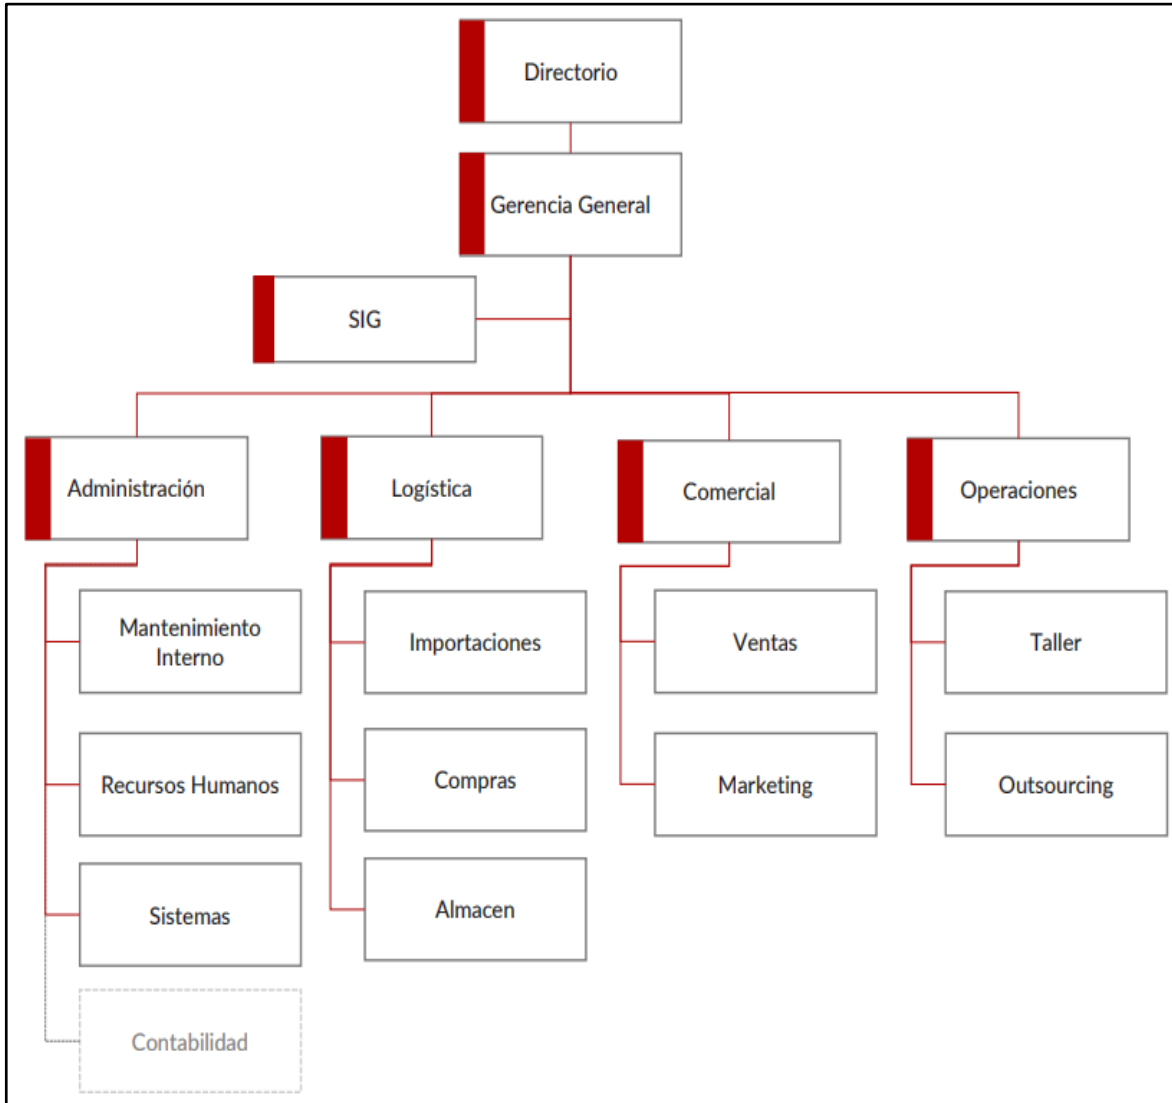 Directorio
Gerencia General
SIG
Administración
Logística
Comercial
Operaciones
Mantenimiento
Interno
Importaciones
Ventas
Taller
Recursos Humanos
Compras
Marketing
Outsourcing
Sistemas
Almacen
Contabilidad